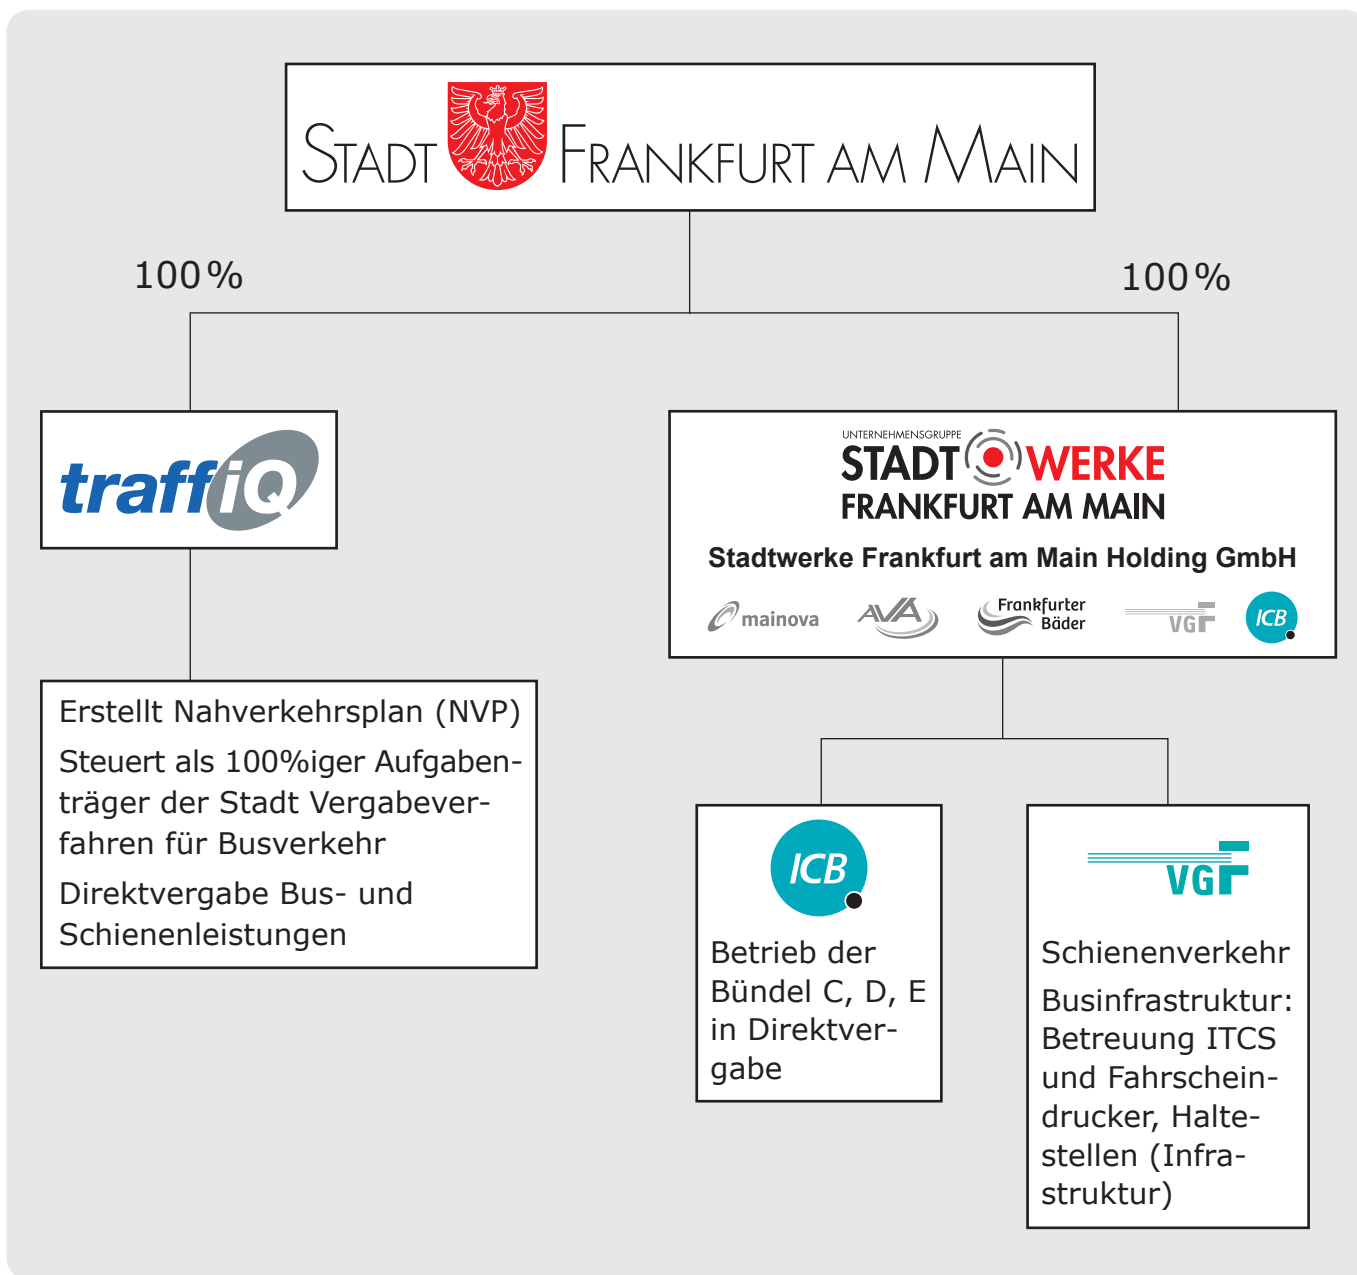 STADT FRANKFURT AM MAIN
100%
100%
traffiQ
UNTERNEHMENSGRUPPE
STADTWERKE
FRANKFURT AM MAIN
Stadtwerke Frankfurt am Main Holding GmbH
mainova
AVA
Frankfurter
Bäder
VGF
ICB
Erstellt Nahverkehrsplan (NVP)
Steuert als 100%iger Aufgaben-
träger der Stadt Vergabever-
fahren für Busverkehr
Direktvergabe Bus- und
Schienenleistungen
ICB
Betrieb der
Bündel C, D, E
in Direktver-
gabe
VGF
Schienenverkehr
Businfrastruktur:
Betreuung ITCS
und Fahrschein-
drucker, Halte-
stellen (Infra-
struktur)